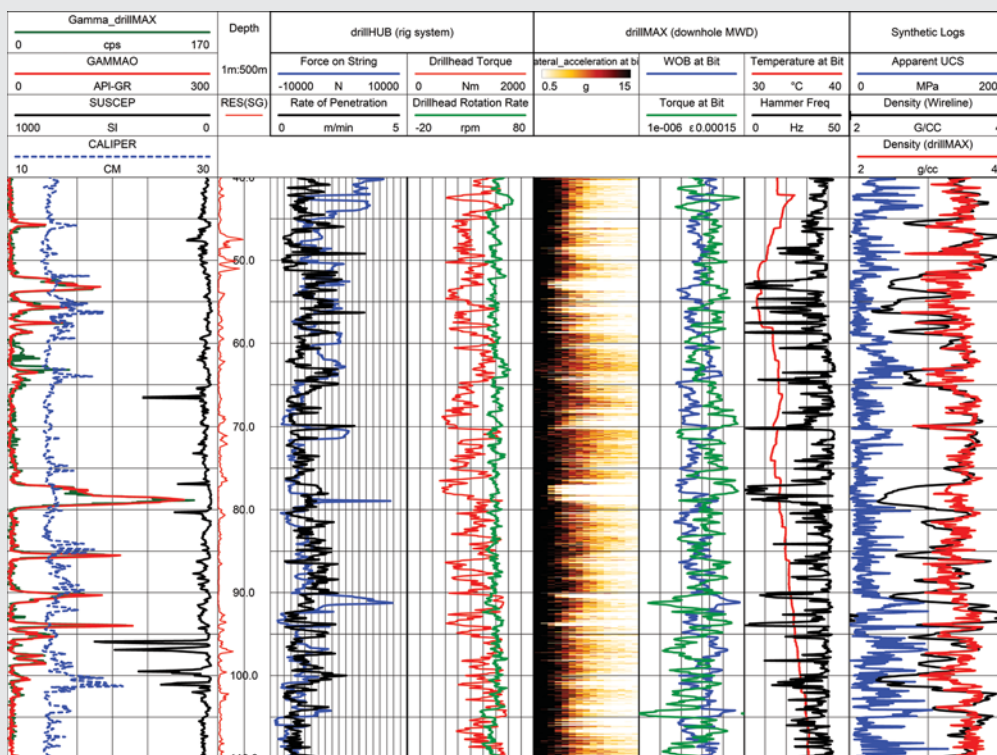 Gamma_drillMAX
0 cps 170
GAMMAO
0 API-GR 300
SUSCEP
1000 SI 0
CALIPER
10 CM 30
Depth
1m:500m
RES(SG)
drillHUB (rig system)
Force on String
-10000 N 10000
Rate of Penetration
0 m/min 5
Drillhead Torque
0 Nm 2000
Drillhead Rotation Rate
-20 rpm 80
drillMAX (downhole MWD)
ateral_acceleration at bi
0.5 g 15
WOB at Bit
Torque at Bit
1e-006 ε 0.00015
Temperature at Bit
30 °C 40
Hammer Freq
0 Hz 50
Synthetic Logs
Apparent UCS
0 MPa 200
Density (Wireline)
2 G/CC 4
Density (drillMAX)
2 g/cc 4
40.0
60.0
60.0
70.0
80.0
90.0
100.0